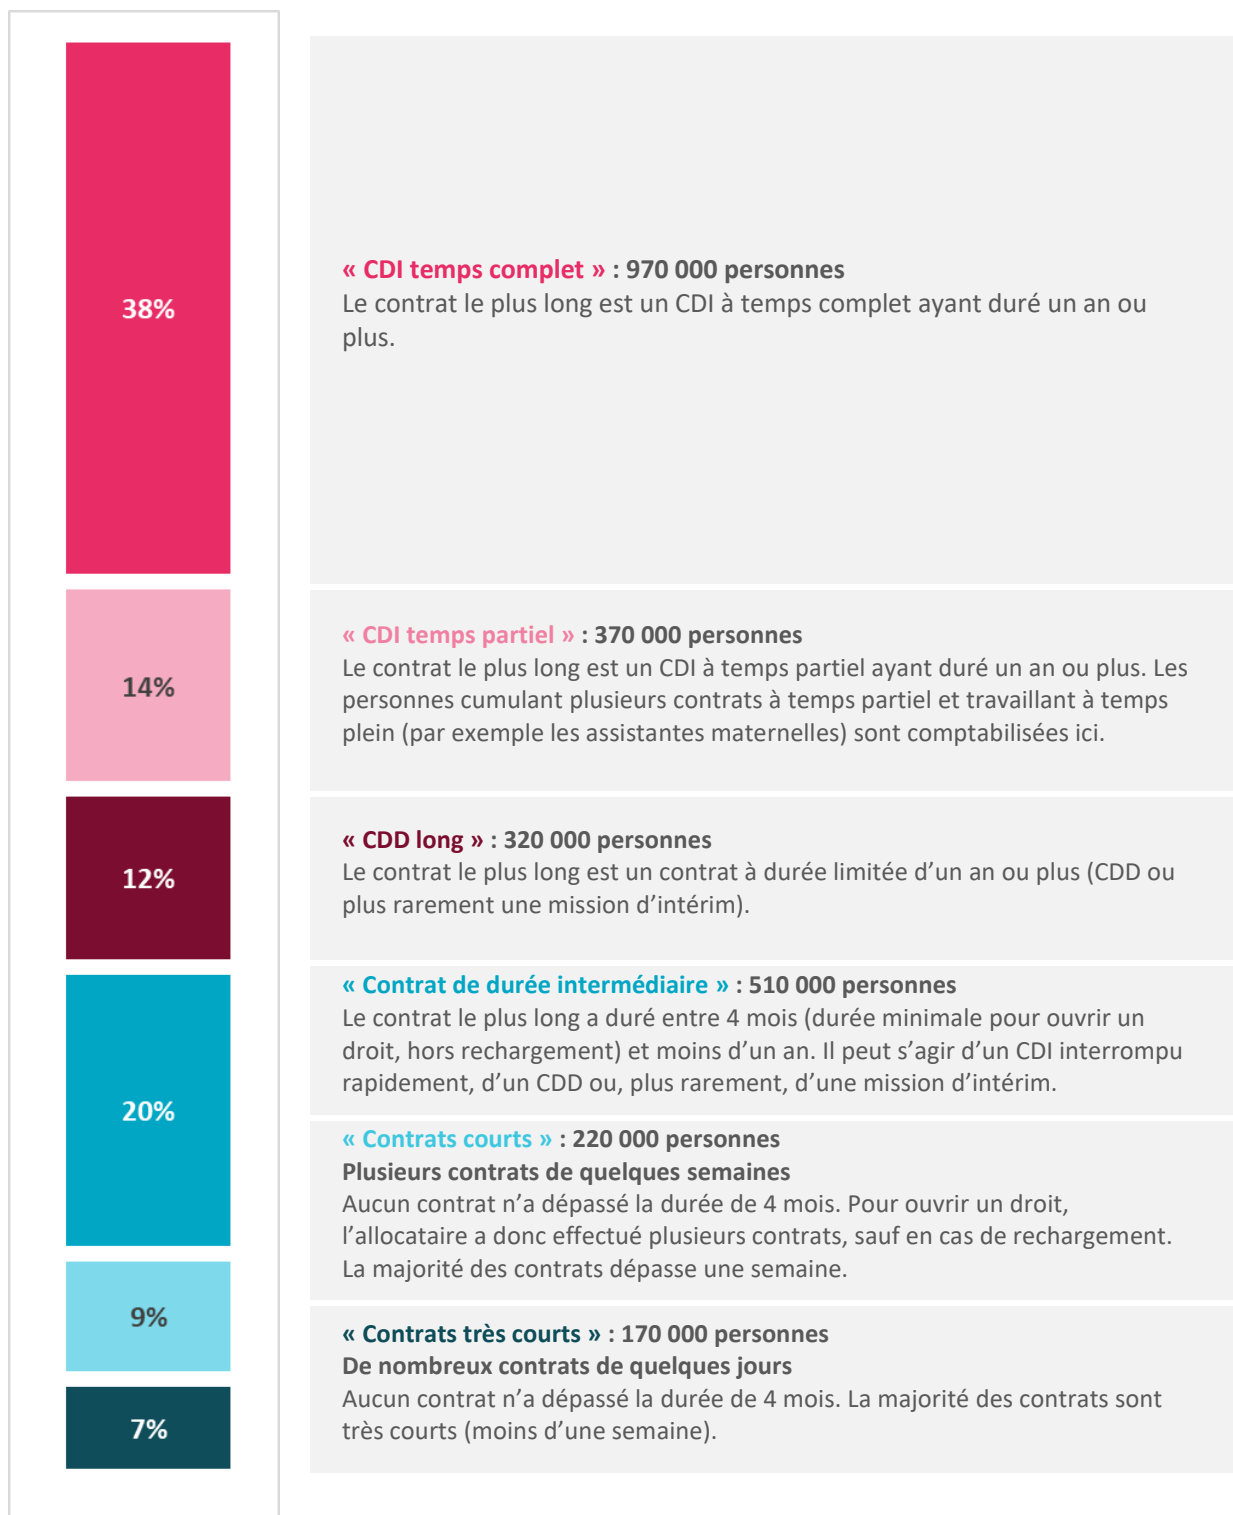 38%
« CDI temps complet » : 970 000 personnes
Le contrat le plus long est un CDI à temps complet ayant duré un an ou
plus.
14%
« CDI temps partiel » : 370 000 personnes
Le contrat le plus long est un CDI à temps partiel ayant duré un an ou plus. Les
personnes cumulant plusieurs contrats à temps partiel et travaillant à temps
plein (par exemple les assistantes maternelles) sont comptabilisées ici.
12%
« CDD long » : 320 000 personnes
Le contrat le plus long est un contrat à durée limitée d’un an ou plus (CDD ou
plus rarement une mission d’intérim).
20%
« Contrat de durée intermédiaire » : 510 000 personnes
Le contrat le plus long a duré entre 4 mois (durée minimale pour ouvrir un
droit, hors rechargement) et moins d’un an. Il peut s’agir d’un CDI interrompu
rapidement, d’un CDD ou, plus rarement, d’une mission d’intérim.
9%
« Contrats courts » : 220 000 personnes
Plusieurs contrats de quelques semaines
Aucun contrat n’a dépassé la durée de 4 mois. Pour ouvrir un droit,
l’allocataire a donc effectué plusieurs contrats, sauf en cas de rechargement.
La majorité des contrats dépasse une semaine.
7%
« Contrats très courts » : 170 000 personnes
De nombreux contrats de quelques jours
Aucun contrat n’a dépassé la durée de 4 mois. La majorité des contrats sont
très courts (moins d’une semaine).